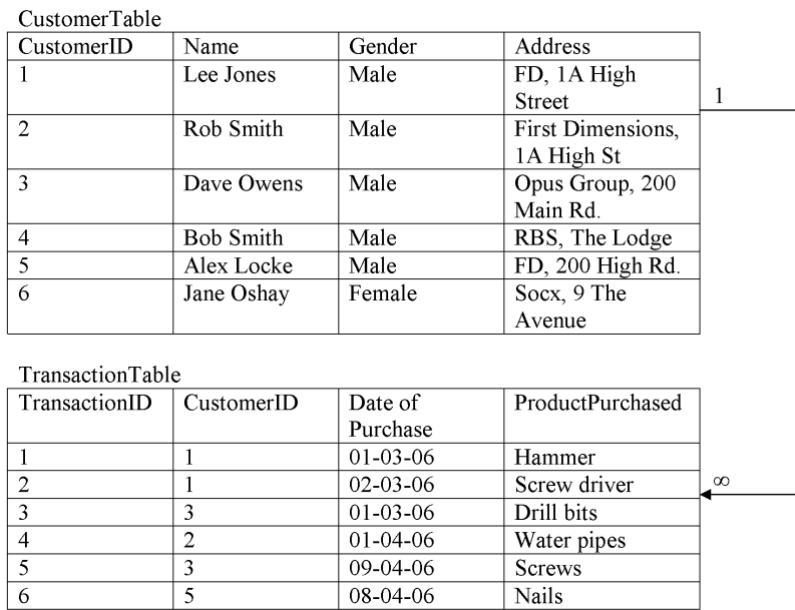 CustomerTable
CustomerID Name Gender Address
1 Lee Jones Male FD, 1A High
Street
1
2 Rob Smith Male First Dimensions,
1A High St
3 Dave Owens Male Opus Group, 200
Main Rd.
4 Bob Smith Male RBS, The Lodge
5 Alex Locke Male FD, 200 High Rd.
6 Jane Oshay Female Socx, 9 The
Avenue
TransactionTable
TransactionID CustomerID Date of ProductPurchased
Purchase
1 1 01-03-06 Hammer
2 1 02-03-06 Screw driver
∞
3 3 01-03-06 Drill bits
4 2 01-04-06 Water pipes
5 3 09-04-06 Screws
6 5 08-04-06 Nails